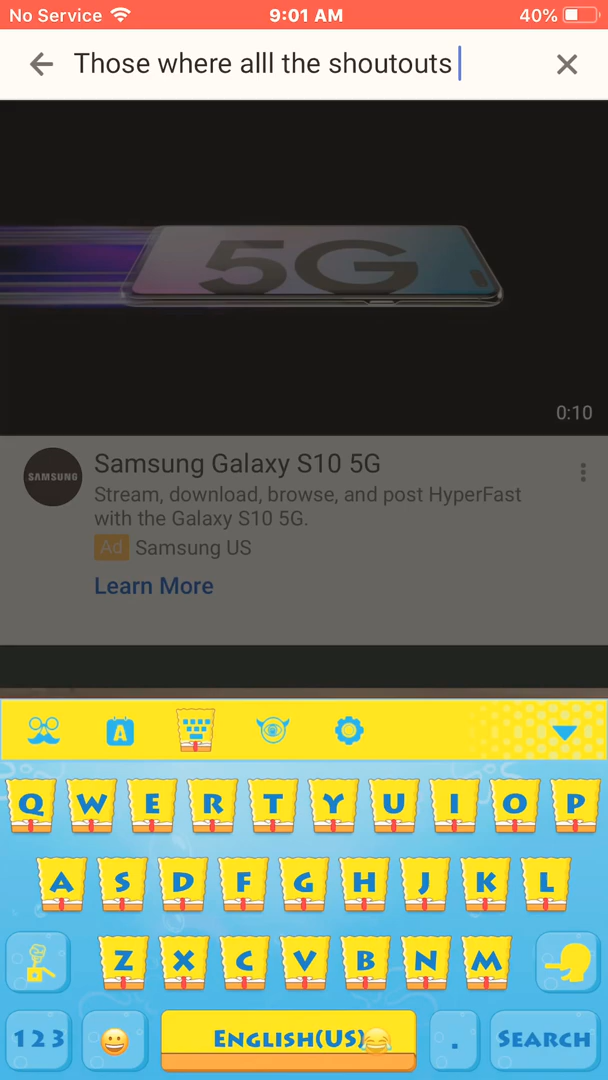 No Service 9:01 AM 40%
Those where alll the shoutouts
5G
0:10
SAMSUNG
Samsung Galaxy S10 5G
Stream, download, browse, and post HyperFast
with the Galaxy S10 5G.
Ad Samsung US
Learn More
A
Q W E R T Y U I O P
A S D F G H J K L
Z X C V B N M
123 English(US) . Search